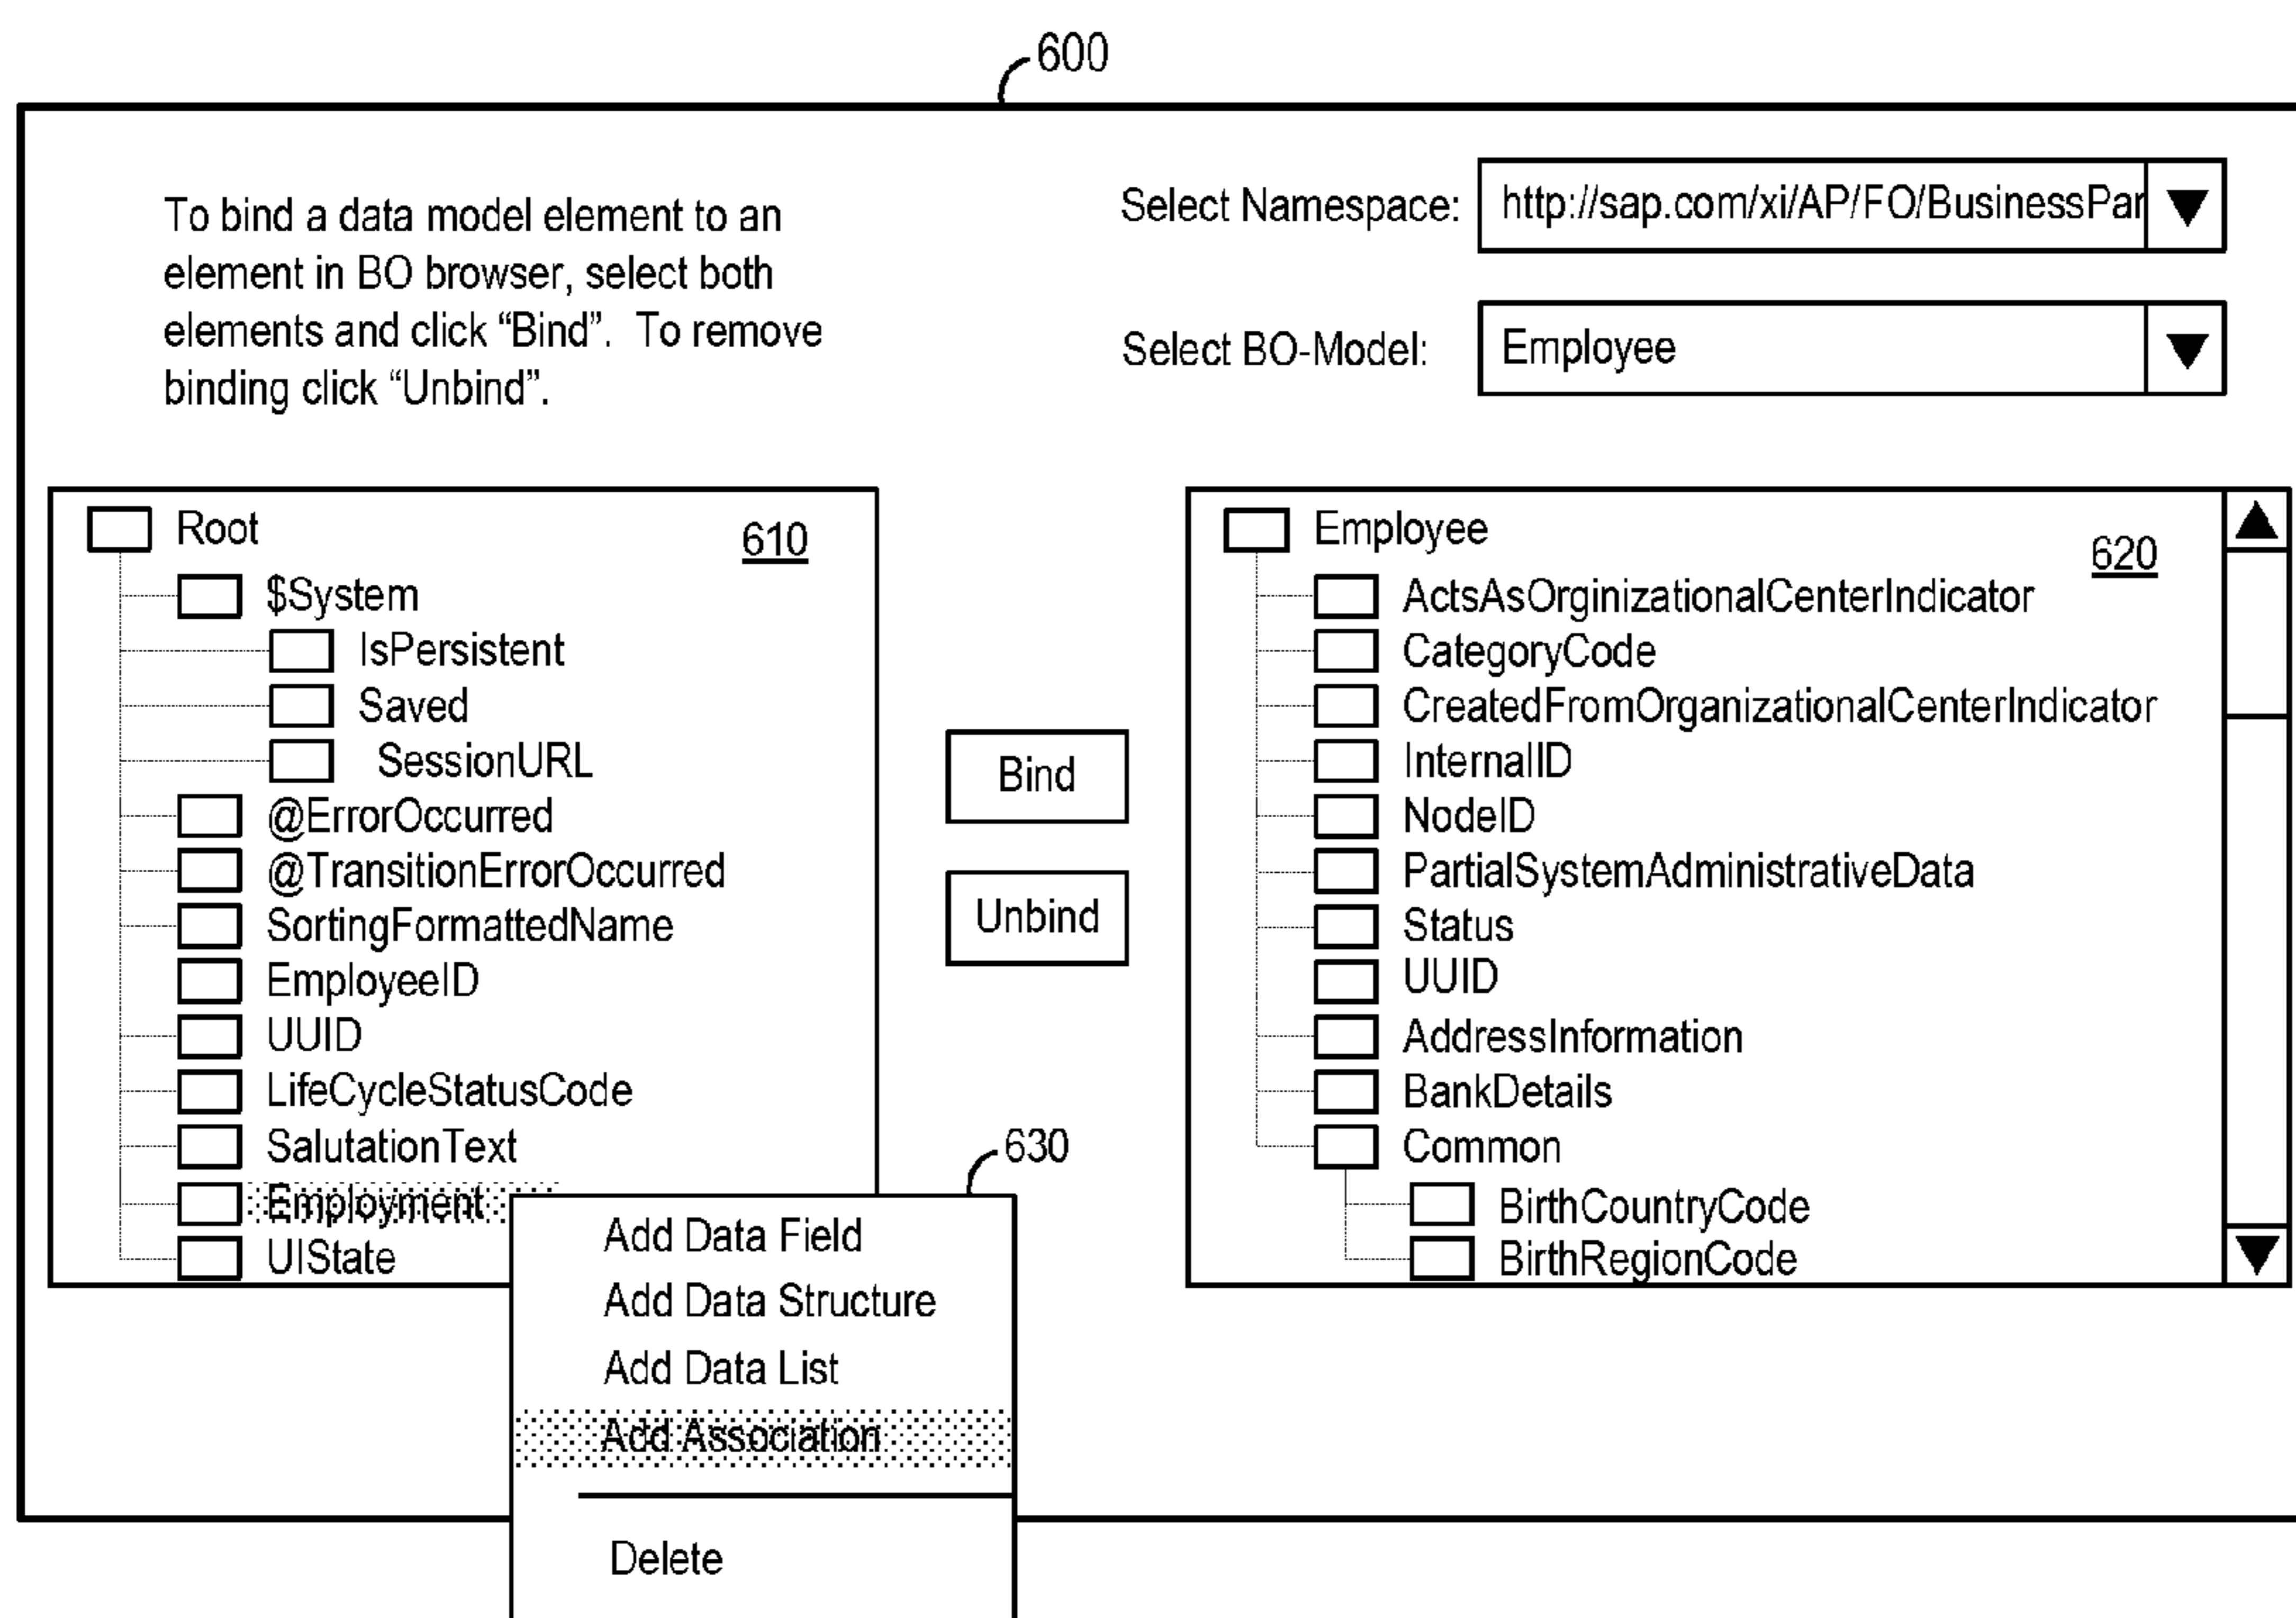 600
To bind a data model element to an
element in BO browser, select both
elements and click “Bind”.  To remove
binding click “Unbind”.
Select Namespace:
http://sap.com/xi/AP/FO/BusinessPar
Select BO-Model:
Employee
Root
610
$System
IsPersistent
Saved
SessionURL
@ErrorOccurred
@TransitionErrorOccurred
SortingFormattedName
EmployeeID
UUID
LifeCycleStatusCode
SalutationText
Employment
UIState
Bind
Unbind
Employee
620
ActsAsOrginizationalCenterIndicator
CategoryCode
CreatedFromOrganizationalCenterIndicator
InternalID
NodeID
PartialSystemAdministrativeData
Status
UUID
AddressInformation
BankDetails
Common
BirthCountryCode
BirthRegionCode
630
Add Data Field
Add Data Structure
Add Data List
Add Association
Delete